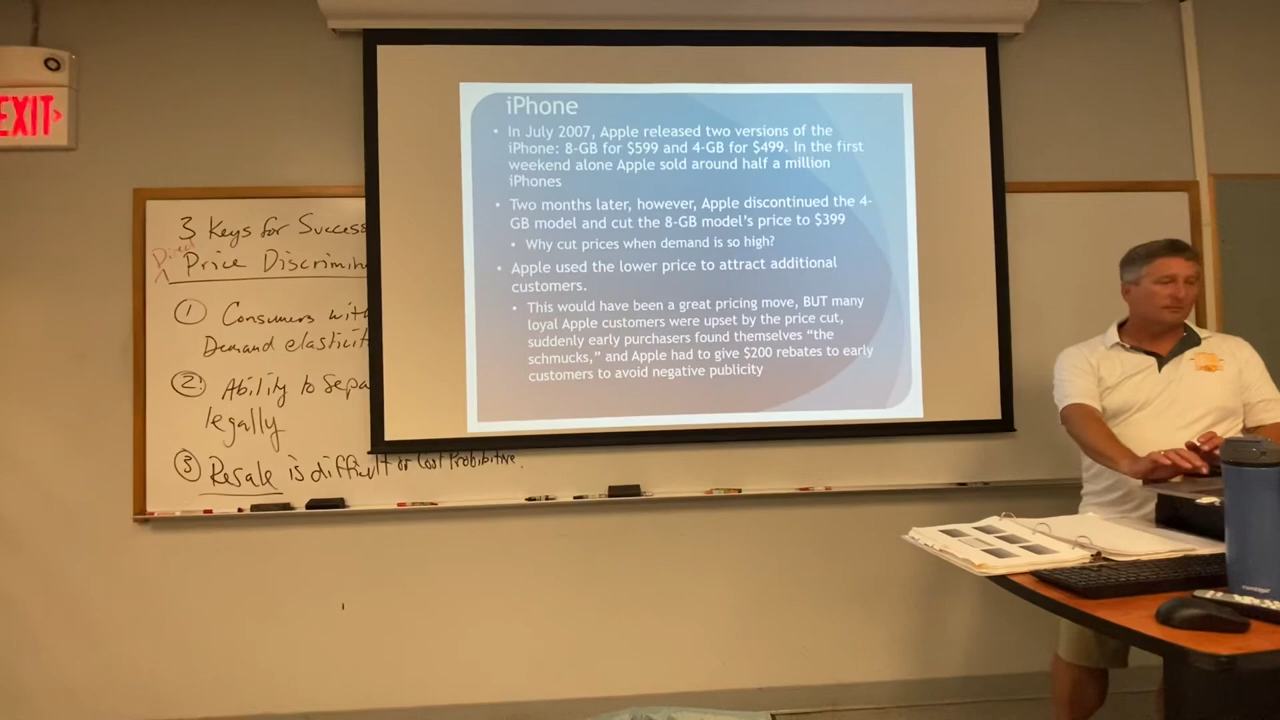 EXIT
3 Keys for Success
Direct
Price Discrimin
① Consumers with
Demand elasticit
② Ability to Sepa
legally
③ Resale is difficult or Cost Prohibitive.
iPhone
• In July 2007, Apple released two versions of the
iPhone: 8-GB for $599 and 4-GB for $499. In the first
weekend alone Apple sold around half a million
iPhones
• Two months later, however, Apple discontinued the 4-
GB model and cut the 8-GB model's price to $399
• Why cut prices when demand is so high?
• Apple used the lower price to attract additional
customers.
• This would have been a great pricing move, BUT many
loyal Apple customers were upset by the price cut,
suddenly early purchasers found themselves "the
schmucks," and Apple had to give $200 rebates to early
customers to avoid negative publicity